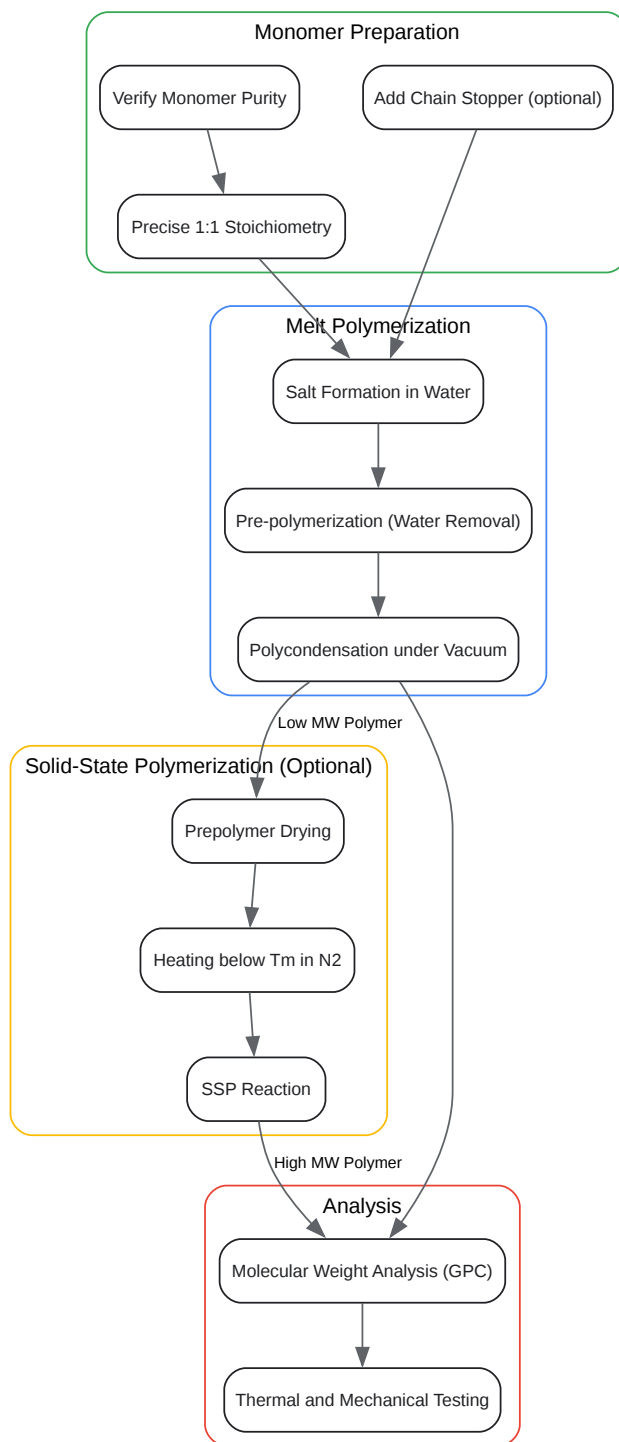 Monomer Preparation
Verify Monomer Purity
Add Chain Stopper (optional)
Precise 1:1 Stoichiometry
Melt Polymerization
Salt Formation in Water
Pre-polymerization (Water Removal)
Polycondensation under Vacuum
Low MW Polymer
Solid-State Polymerization (Optional)
Prepolymer Drying
Heating below Tm in N2
SSP Reaction
High MW Polymer
Analysis
Molecular Weight Analysis (GPC)
Thermal and Mechanical Testing